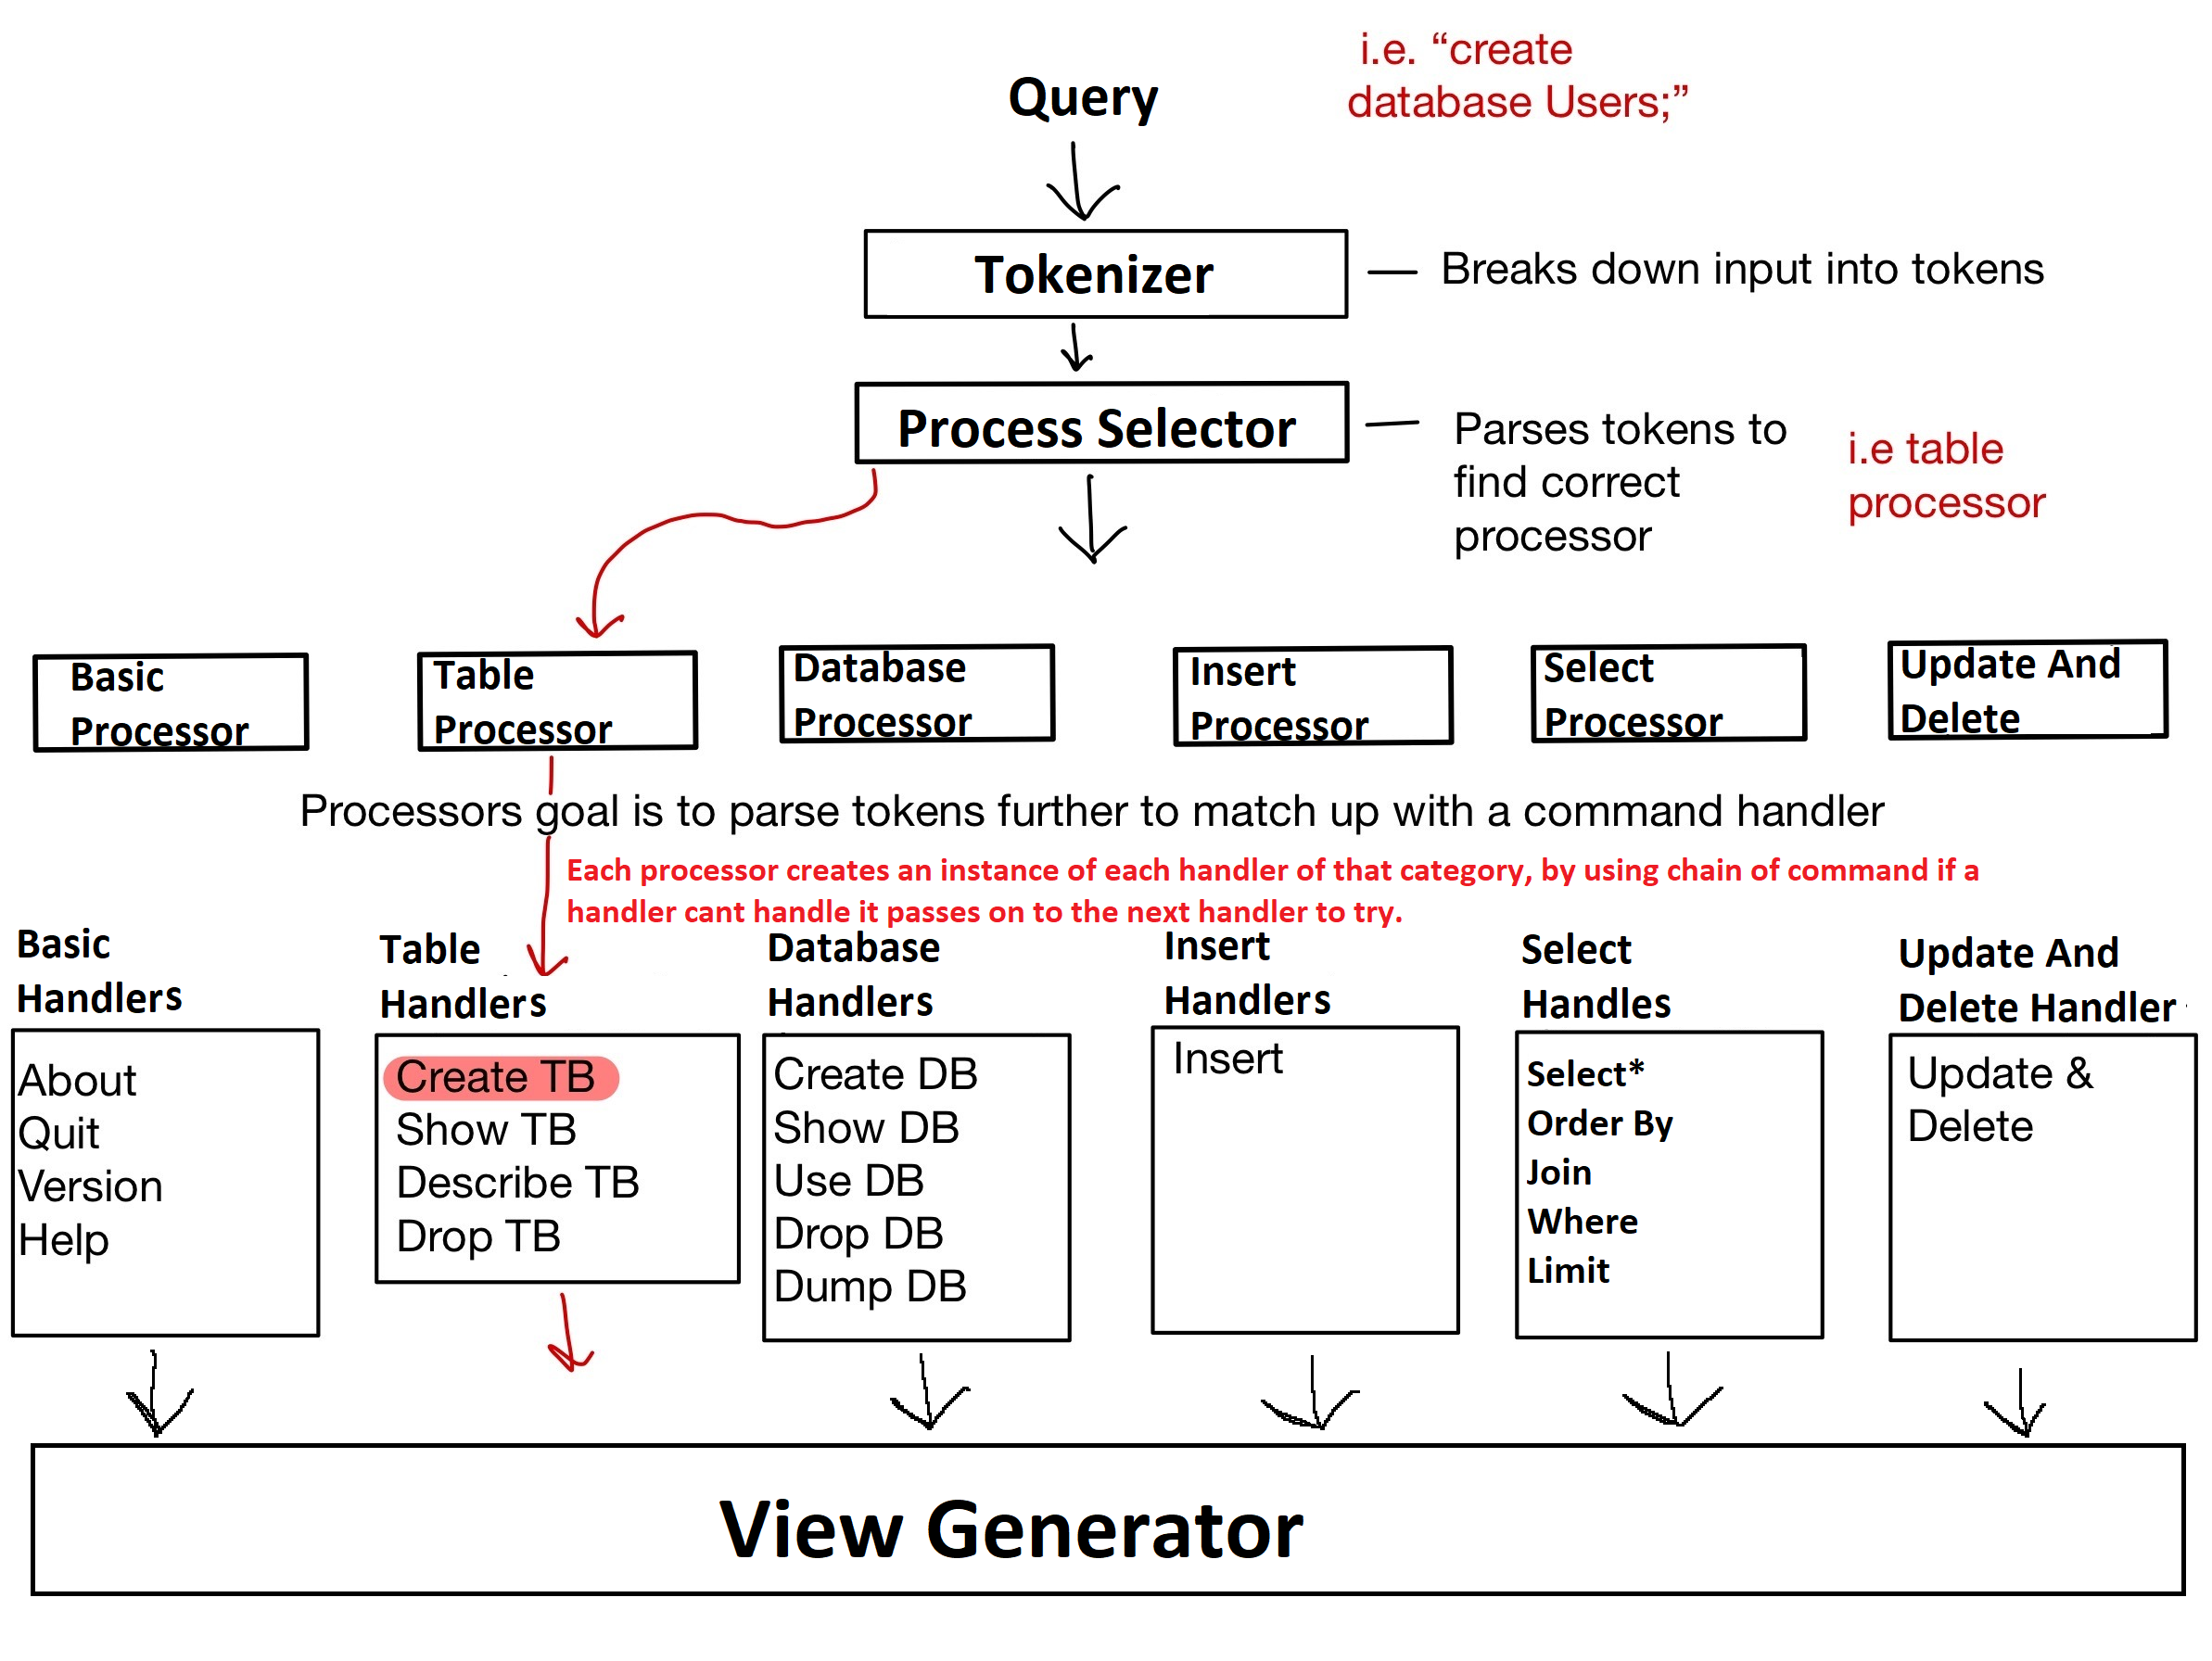 i.e. “create
database Users;”
Query
Tokenizer
Breaks down input into tokens
Process Selector
Parses tokens to
find correct
processor
i.e table
processor
Basic
Processor
Table
Processor
Database
Processor
Insert
Processor
Select
Processor
Update And
Delete
Processors goal is to parse tokens further to match up with a command handler
Each processor creates an instance of each handler of that category, by using chain of command if a
handler cant handle it passes on to the next handler to try.
Basic
Handlers
Table
Handlers
Database
Handlers
Insert
Handlers
Select
Handles
Update And
Delete Handler
About
Quit
Version
Help
Create TB
Show TB
Describe TB
Drop TB
Create DB
Show DB
Use DB
Drop DB
Dump DB
Insert
Select*
Order By
Join
Where
Limit
Update &
Delete
View Generator